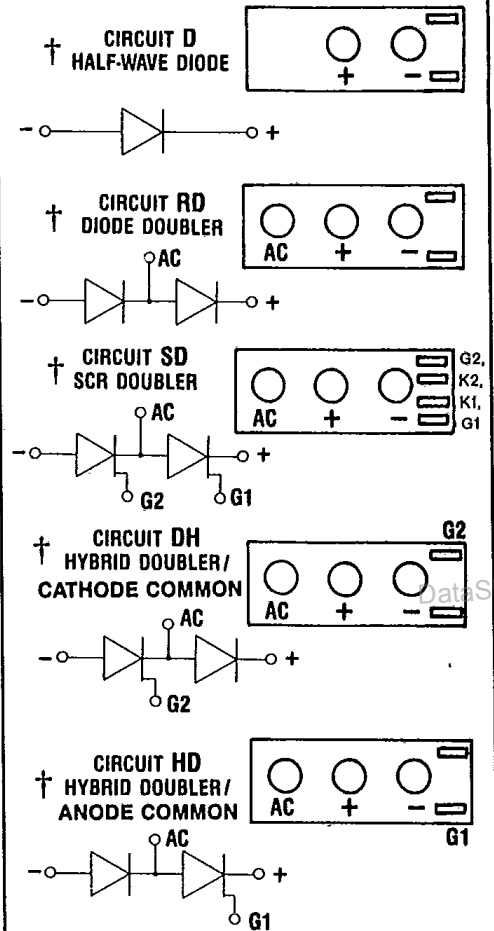 † CIRCUIT D
HALF-WAVE DIODE
+ −
− +
† CIRCUIT RD
DIODE DOUBLER
AC + −
AC
− +
† CIRCUIT SD
SCR DOUBLER
G2,
K2,
K1,
G1
AC + −
AC
− +
G2 G1
† CIRCUIT DH
HYBRID DOUBLER/
CATHODE COMMON
G2
AC + −
DataS
AC
− +
G2
† CIRCUIT HD
HYBRID DOUBLER/
ANODE COMMON
AC + −
G1
AC
− +
G1